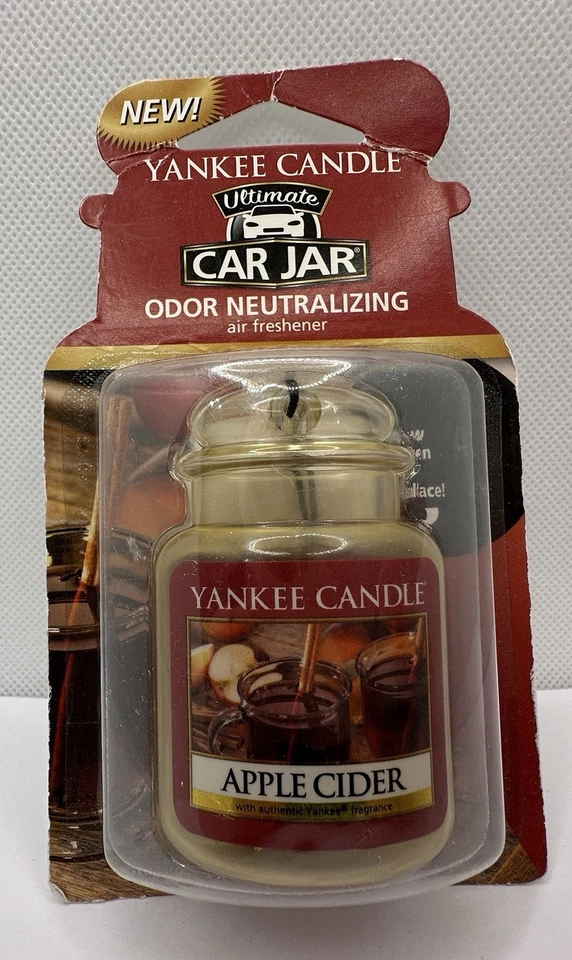 NEW!
YANKEE CANDLE
Ultimate
CAR JAR®
ODOR NEUTRALIZING
air freshener
YANKEE CANDLE®
APPLE CIDER
with authentic Yankee® fragrance